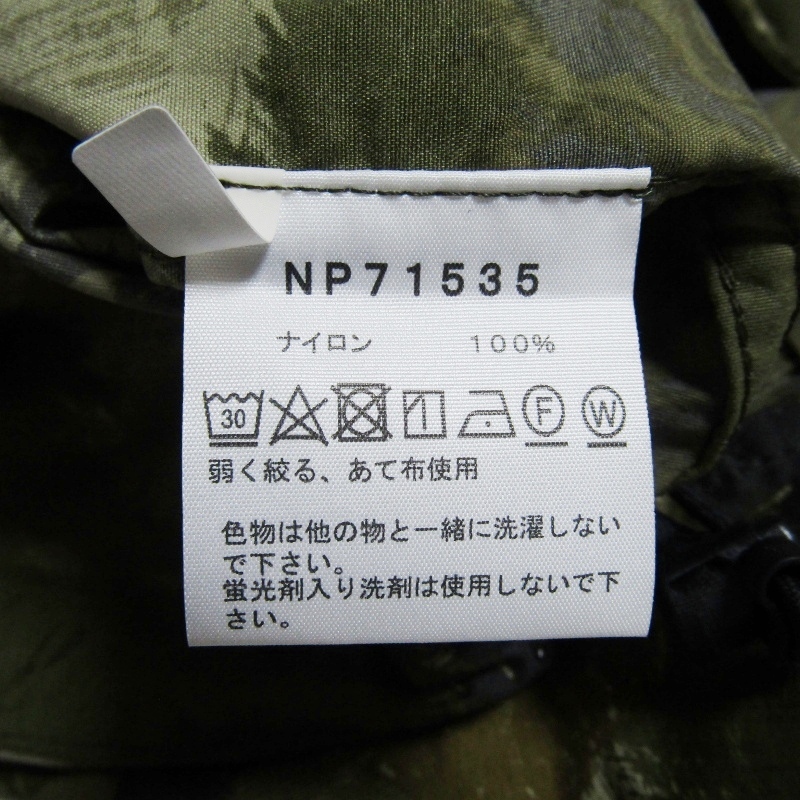 NP71535
ナイロン 100%
30 F W
弱く絞る、あて布使用
色物は他の物と一緒に洗濯しない
で下さい。
蛍光剤入り洗剤は使用しないで下
さい。